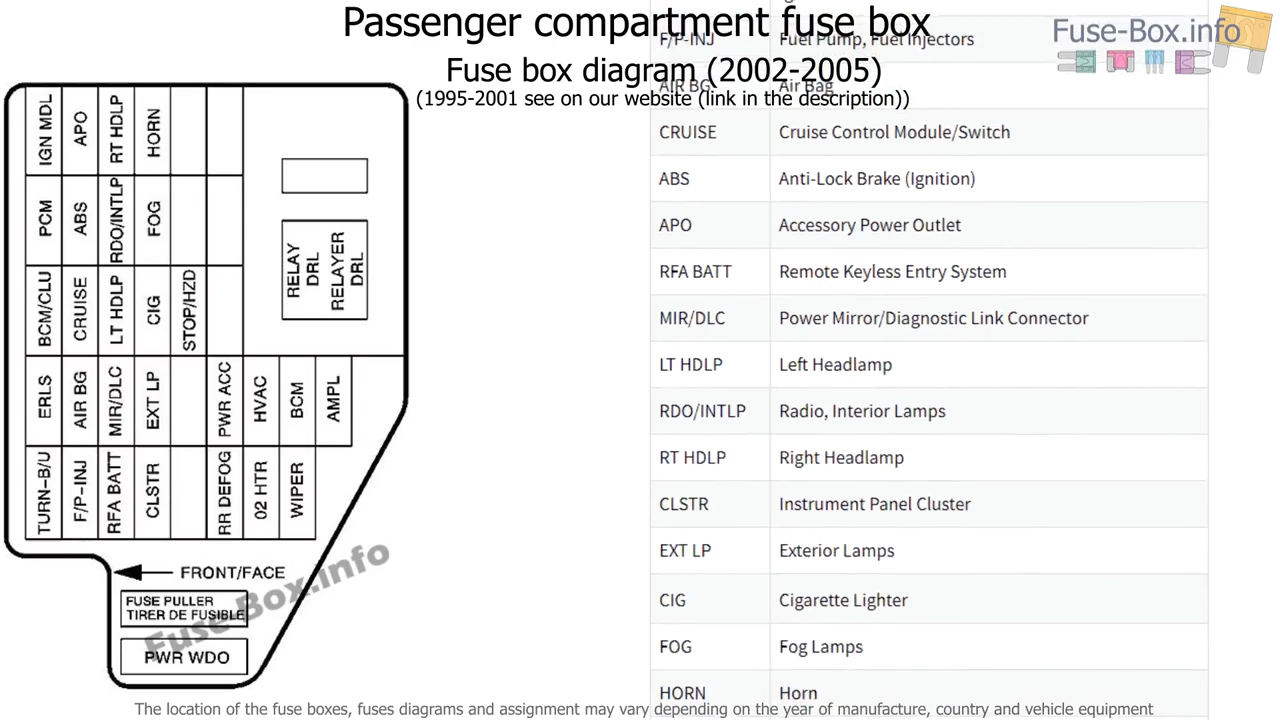 Passenger compartment fuse box
Fuse box diagram (2002-2005)
(1995-2001 see on our website (link in the description))
Fuse-Box.info
IGN MDL
APO
RT HDLP
HORN
PCM
ABS
RDO/INTLP
FOG
BCM/CLU
CRUISE
LT HDLP
CIG
STOP/HZD
RELAY
DRL
RELAYER
DRL
ERLS
AIR BG
MIR/DLC
EXT LP
PWR ACC
HVAC
BCM
AMPL
TURN-B/U
F/P-INJ
RFA BATT
CLSTR
RR DEFOG
02 HTR
WIPER
FRONT/FACE
FUSE PULLER
TIRER DE FUSIBLE
PWR WDO
Fuse-Box.info
F/P-INJ Fuel Pump, Fuel Injectors
AIR BG Air Bag
CRUISE Cruise Control Module/Switch
ABS Anti-Lock Brake (Ignition)
APO Accessory Power Outlet
RFA BATT Remote Keyless Entry System
MIR/DLC Power Mirror/Diagnostic Link Connector
LT HDLP Left Headlamp
RDO/INTLP Radio, Interior Lamps
RT HDLP Right Headlamp
CLSTR Instrument Panel Cluster
EXT LP Exterior Lamps
CIG Cigarette Lighter
FOG Fog Lamps
HORN Horn
The location of the fuse boxes, fuses diagrams and assignment may vary depending on the year of manufacture, country and vehicle equipment